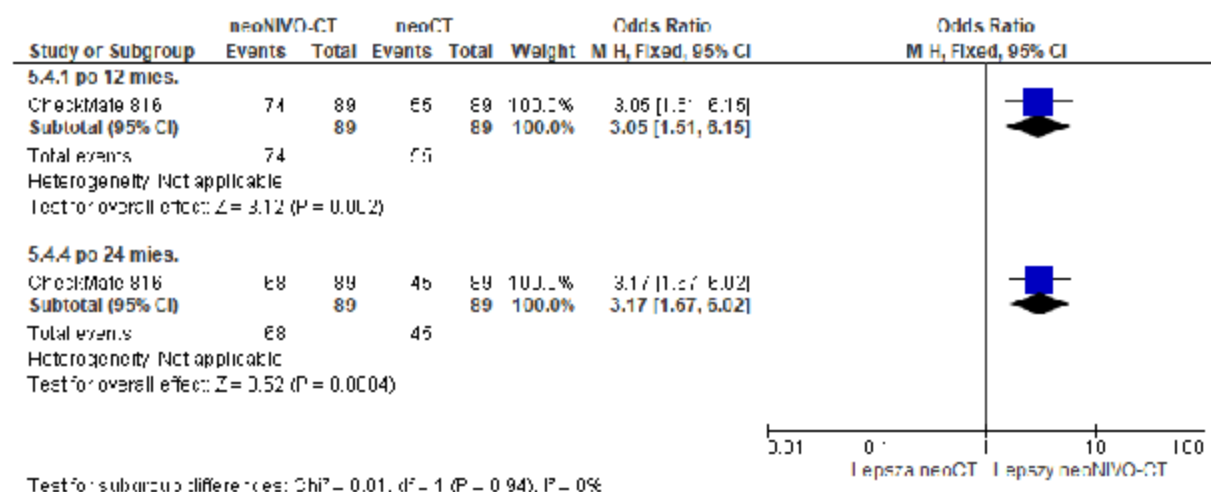 neoNIVO-CT neoCT Odds Ratio Odds Ratio
Study or Subgroup Events Total Events Total Weight M H, Fixed, 95% CI M H, Fixed, 95% CI
5.4.1 po 12 mies.
CheckMate 816 74 89 55 89 100.0% 3.05 [1.51 6.15]
Subtotal (95% CI) 89 89 100.0% 3.05 [1.51, 6.15]
Total events 74 55
Heterogeneity Not applicable
Test for overall effect: Z = 3.12 (P = 0.002)
5.4.4 po 24 mies.
CheckMate 816 68 89 45 89 100.0% 3.17 [1.67 6.02]
Subtotal (95% CI) 89 89 100.0% 3.17 [1.67, 6.02]
Total events 68 45
Heterogeneity Not applicable
Test for overall effect: Z = 3.52 (P = 0.0004)
0.01 0.1 1 10 100
Lepsza neoCT Lepszy neoNIVO-CT
Test for subgroup differences: Chi² = 0.01, df = 1 (P = 0.94), I² = 0%